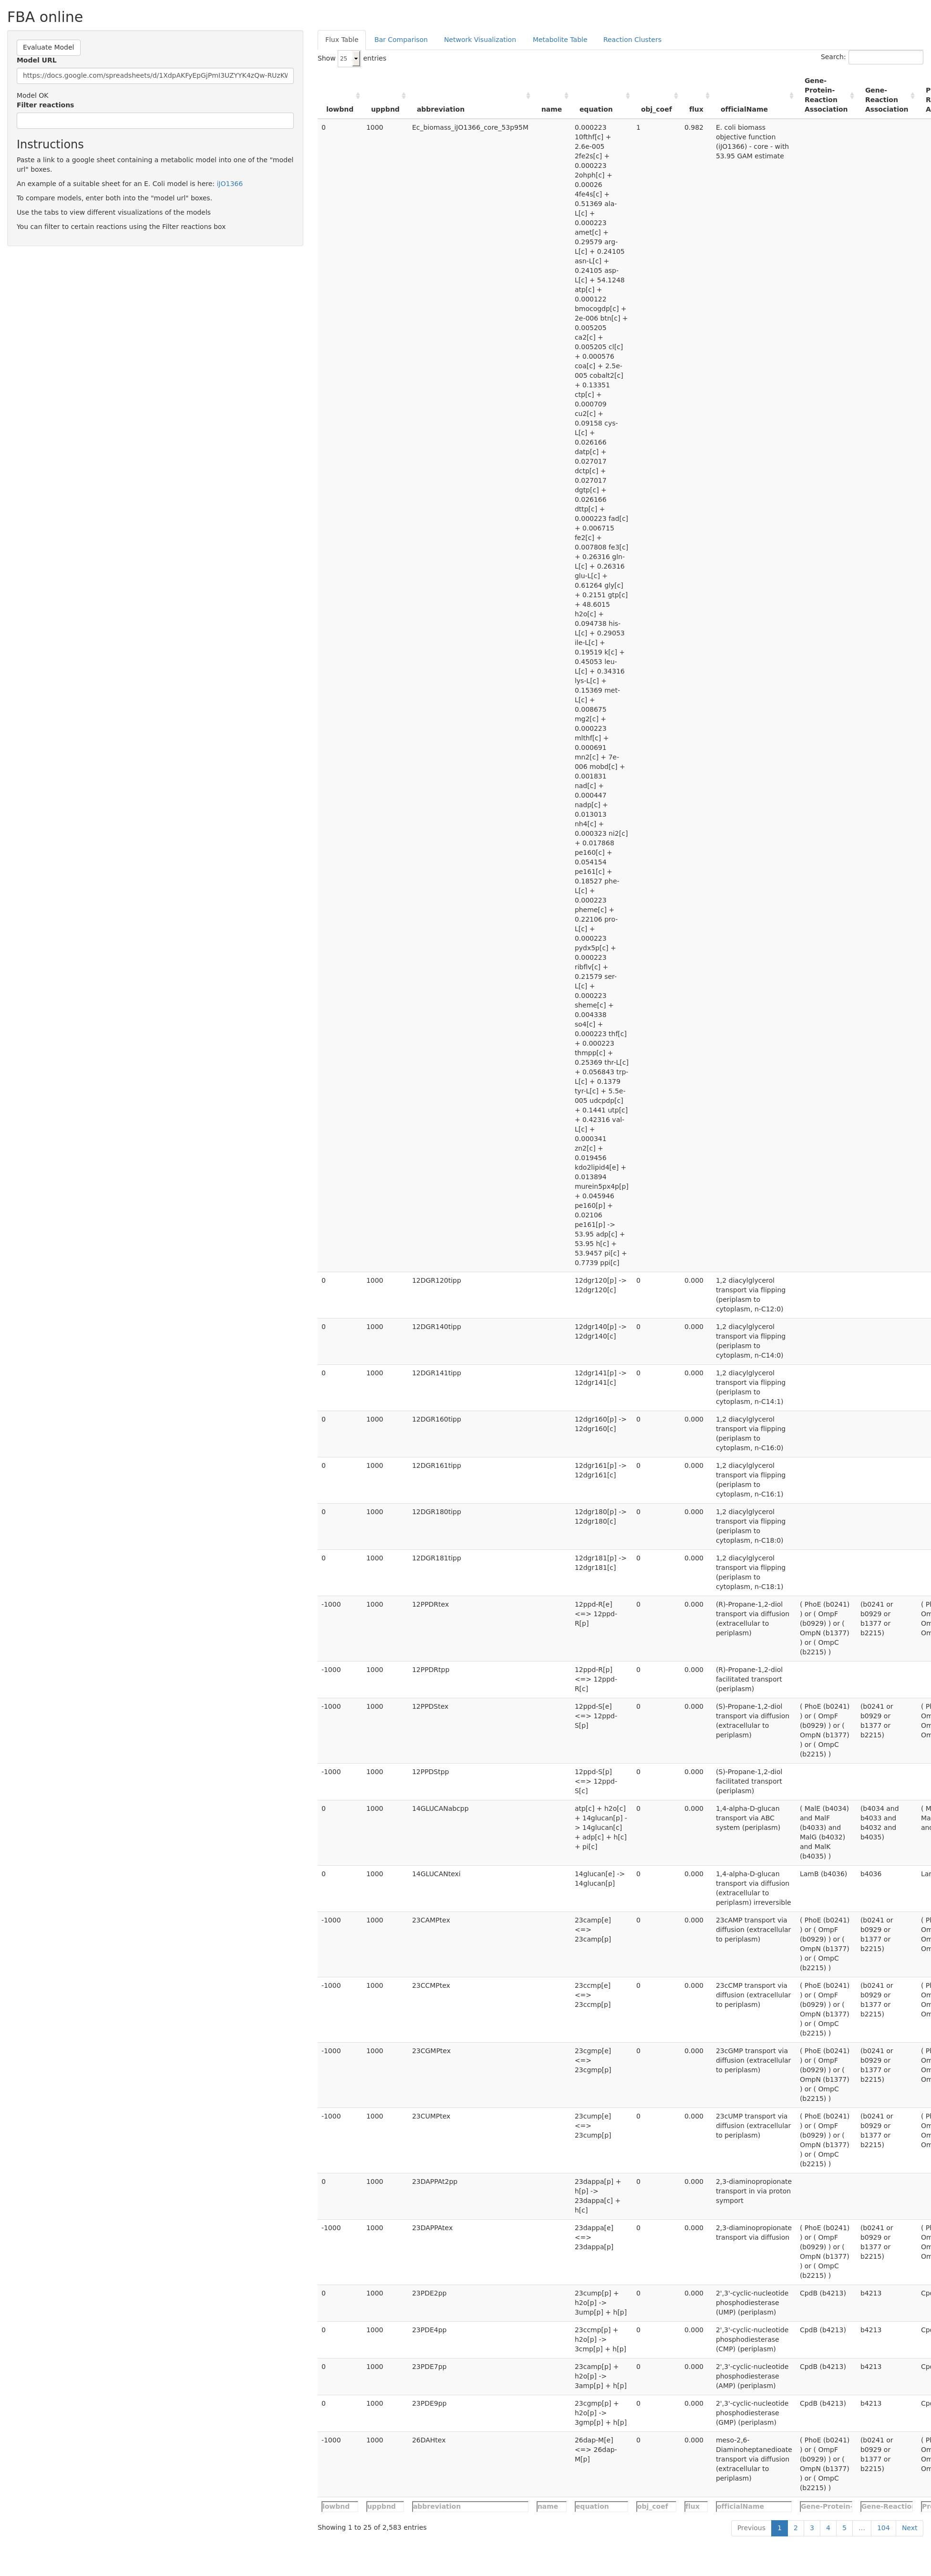 FBA online
Evaluate Model
Model URL
https://docs.google.com/spreadsheets/d/1XdpAKFyEpGjPmI3UZYYK4zQw-RUzKV
Model OK
Filter reactions
Instructions
Paste a link to a google sheet containing a metabolic model into one of the "model
url" boxes.
An example of a suitable sheet for an E. Coli model is here: iJO1366
To compare models, enter both into the "model url" boxes.
Use the tabs to view different visualizations of the models
You can filter to certain reactions using the Filter reactions box
Flux Table Bar Comparison Network Visualization Metabolite Table Reaction Clusters
Show 25 entries
Search:
lowbnd uppbnd abbreviation name equation obj_coef flux officialName
Gene-
Protein-
Reaction
Association
Gene-
Reaction
Association
0 1000 Ec_biomass_iJO1366_core_53p95M
0.000223
10fthf[c] +
2.6e-005
2fe2s[c] +
0.000223
2ohph[c] +
0.00026
4fe4s[c] +
0.51369 ala-
L[c] +
0.000223
amet[c] +
0.29579 arg-
L[c] + 0.24105
asn-L[c] +
0.24105 asp-
L[c] + 54.1248
atp[c] +
0.000122
bmocogdp[c] +
2e-006 btn[c] +
0.005205
ca2[c] +
0.005205 cl[c]
+ 0.000576
coa[c] + 2.5e-
005 cobalt2[c]
+ 0.13351
ctp[c] +
0.000709
cu2[c] +
0.09158 cys-
L[c] +
0.026166
datp[c] +
0.027017
dctp[c] +
0.027017
dgtp[c] +
0.026166
dttp[c] +
0.000223 fad[c]
+ 0.006715
fe2[c] +
0.007808 fe3[c]
+ 0.26316 gln-
L[c] + 0.26316
glu-L[c] +
0.61264 gly[c]
+ 0.2151 gtp[c]
+ 48.6015
h2o[c] +
0.094738 his-
L[c] + 0.29053
ile-L[c] +
0.19519 k[c] +
0.45053 leu-
L[c] + 0.34316
lys-L[c] +
0.15369 met-
L[c] +
0.008675
mg2[c] +
0.000223
mlthf[c] +
0.000691
mn2[c] + 7e-
006 mobd[c] +
0.001831
nad[c] +
0.000447
nadp[c] +
0.013013
nh4[c] +
0.000323 ni2[c]
+ 0.017868
pe160[c] +
0.054154
pe161[c] +
0.18527 phe-
L[c] +
0.000223
pheme[c] +
0.22106 pro-
L[c] +
0.000223
pydx5p[c] +
0.000223
ribflv[c] +
0.21579 ser-
L[c] +
0.000223
sheme[c] +
0.004338
so4[c] +
0.000223 thf[c]
+ 0.000223
thmpp[c] +
0.25369 thr-L[c]
+ 0.056843 trp-
L[c] + 0.1379
tyr-L[c] + 5.5e-
005 udcpdp[c]
+ 0.1441 utp[c]
+ 0.42316 val-
L[c] +
0.000341
zn2[c] +
0.019456
kdo2lipid4[e] +
0.013894
murein5px4p[p]
+ 0.045946
pe160[p] +
0.02106
pe161[p] ->
53.95 adp[c] +
53.95 h[c] +
53.9457 pi[c] +
0.7739 ppi[c]
1 0.982
E. coli biomass
objective function
(iJO1366) - core - with
53.95 GAM estimate
0 1000 12DGR120tipp 12dgr120[p] -> 0 0.000 1,2 diacylglycerol
12dgr120[c] transport via flipping
(periplasm to
cytoplasm, n-C12:0)
0 1000 12DGR140tipp 12dgr140[p] -> 0 0.000 1,2 diacylglycerol
12dgr140[c] transport via flipping
(periplasm to
cytoplasm, n-C14:0)
0 1000 12DGR141tipp 12dgr141[p] -> 0 0.000 1,2 diacylglycerol
12dgr141[c] transport via flipping
(periplasm to
cytoplasm, n-C14:1)
0 1000 12DGR160tipp 12dgr160[p] -> 0 0.000 1,2 diacylglycerol
12dgr160[c] transport via flipping
(periplasm to
cytoplasm, n-C16:0)
0 1000 12DGR161tipp 12dgr161[p] -> 0 0.000 1,2 diacylglycerol
12dgr161[c] transport via flipping
(periplasm to
cytoplasm, n-C16:1)
0 1000 12DGR180tipp 12dgr180[p] -> 0 0.000 1,2 diacylglycerol
12dgr180[c] transport via flipping
(periplasm to
cytoplasm, n-C18:0)
0 1000 12DGR181tipp 12dgr181[p] -> 0 0.000 1,2 diacylglycerol
12dgr181[c] transport via flipping
(periplasm to
cytoplasm, n-C18:1)
-1000 1000 12PPDRtex 12ppd-R[e] 0 0.000 (R)-Propane-1,2-diol ( PhoE (b0241) (b0241 or
<=> 12ppd- transport via diffusion ) or ( OmpF b0929 or
R[p] (extracellular to (b0929) ) or ( b1377 or
periplasm) OmpN (b1377) b2215)
) or ( OmpC
(b2215) )
-1000 1000 12PPDRtpp 12ppd-R[p] 0 0.000 (R)-Propane-1,2-diol
<=> 12ppd- facilitated transport
R[c] (periplasm)
-1000 1000 12PPDStex 12ppd-S[e] 0 0.000 (S)-Propane-1,2-diol ( PhoE (b0241) (b0241 or
<=> 12ppd- transport via diffusion ) or ( OmpF b0929 or
S[p] (extracellular to (b0929) ) or ( b1377 or
periplasm) OmpN (b1377) b2215)
) or ( OmpC
(b2215) )
-1000 1000 12PPDStpp 12ppd-S[p] 0 0.000 (S)-Propane-1,2-diol
<=> 12ppd- facilitated transport
S[c] (periplasm)
0 1000 14GLUCANabcpp atp[c] + h2o[c] 0 0.000 1,4-alpha-D-glucan ( MalE (b4034) (b4034 and
+ 14glucan[p] - transport via ABC and MalF b4033 and
> 14glucan[c] system (periplasm) (b4033) and b4032 and
+ adp[c] + h[c] MalG (b4032) b4035)
+ pi[c] and MalK
(b4035) )
0 1000 14GLUCANtexi 14glucan[e] -> 0 0.000 1,4-alpha-D-glucan LamB (b4036) b4036
14glucan[p] transport via diffusion
(extracellular to
periplasm) irreversible
-1000 1000 23CAMPtex 23camp[e] 0 0.000 23cAMP transport via ( PhoE (b0241) (b0241 or
<=> diffusion (extracellular ) or ( OmpF b0929 or
23camp[p] to periplasm) (b0929) ) or ( b1377 or
OmpN (b1377) b2215)
) or ( OmpC
(b2215) )
-1000 1000 23CCMPtex 23ccmp[e] 0 0.000 23cCMP transport via ( PhoE (b0241) (b0241 or
<=> diffusion (extracellular ) or ( OmpF b0929 or
23ccmp[p] to periplasm) (b0929) ) or ( b1377 or
OmpN (b1377) b2215)
) or ( OmpC
(b2215) )
-1000 1000 23CGMPtex 23cgmp[e] 0 0.000 23cGMP transport via ( PhoE (b0241) (b0241 or
<=> diffusion (extracellular ) or ( OmpF b0929 or
23cgmp[p] to periplasm) (b0929) ) or ( b1377 or
OmpN (b1377) b2215)
) or ( OmpC
(b2215) )
-1000 1000 23CUMPtex 23cump[e] 0 0.000 23cUMP transport via ( PhoE (b0241) (b0241 or
<=> diffusion (extracellular ) or ( OmpF b0929 or
23cump[p] to periplasm) (b0929) ) or ( b1377 or
OmpN (b1377) b2215)
) or ( OmpC
(b2215) )
0 1000 23DAPPAt2pp 23dappa[p] + 0 0.000 2,3-diaminopropionate
h[p] -> transport in via proton
23dappa[c] + symport
h[c]
-1000 1000 23DAPPAtex 23dappa[e] 0 0.000 2,3-diaminopropionate ( PhoE (b0241) (b0241 or
<=> transport via diffusion ) or ( OmpF b0929 or
23dappa[p] (b0929) ) or ( b1377 or
OmpN (b1377) b2215)
) or ( OmpC
(b2215) )
0 1000 23PDE2pp 23cump[p] + 0 0.000 2',3'-cyclic-nucleotide CpdB (b4213) b4213
h2o[p] -> phosphodiesterase
3ump[p] + h[p] (UMP) (periplasm)
0 1000 23PDE4pp 23ccmp[p] + 0 0.000 2',3'-cyclic-nucleotide CpdB (b4213) b4213
h2o[p] -> phosphodiesterase
3cmp[p] + h[p] (CMP) (periplasm)
0 1000 23PDE7pp 23camp[p] + 0 0.000 2',3'-cyclic-nucleotide CpdB (b4213) b4213
h2o[p] -> phosphodiesterase
3amp[p] + h[p] (AMP) (periplasm)
0 1000 23PDE9pp 23cgmp[p] + 0 0.000 2',3'-cyclic-nucleotide CpdB (b4213) b4213
h2o[p] -> phosphodiesterase
3gmp[p] + h[p] (GMP) (periplasm)
-1000 1000 26DAHtex 26dap-M[e] 0 0.000 meso-2,6- ( PhoE (b0241) (b0241 or
<=> 26dap- Diaminoheptanedioate ) or ( OmpF b0929 or
M[p] transport via diffusion (b0929) ) or ( b1377 or
(extracellular to OmpN (b1377) b2215)
periplasm) ) or ( OmpC
(b2215) )
lowbnd uppbnd abbreviation name equation obj_coef flux officialName Gene-Protein- Gene-Reactio
Showing 1 to 25 of 2,583 entries
Previous 1 2 3 4 5 … 104 Next